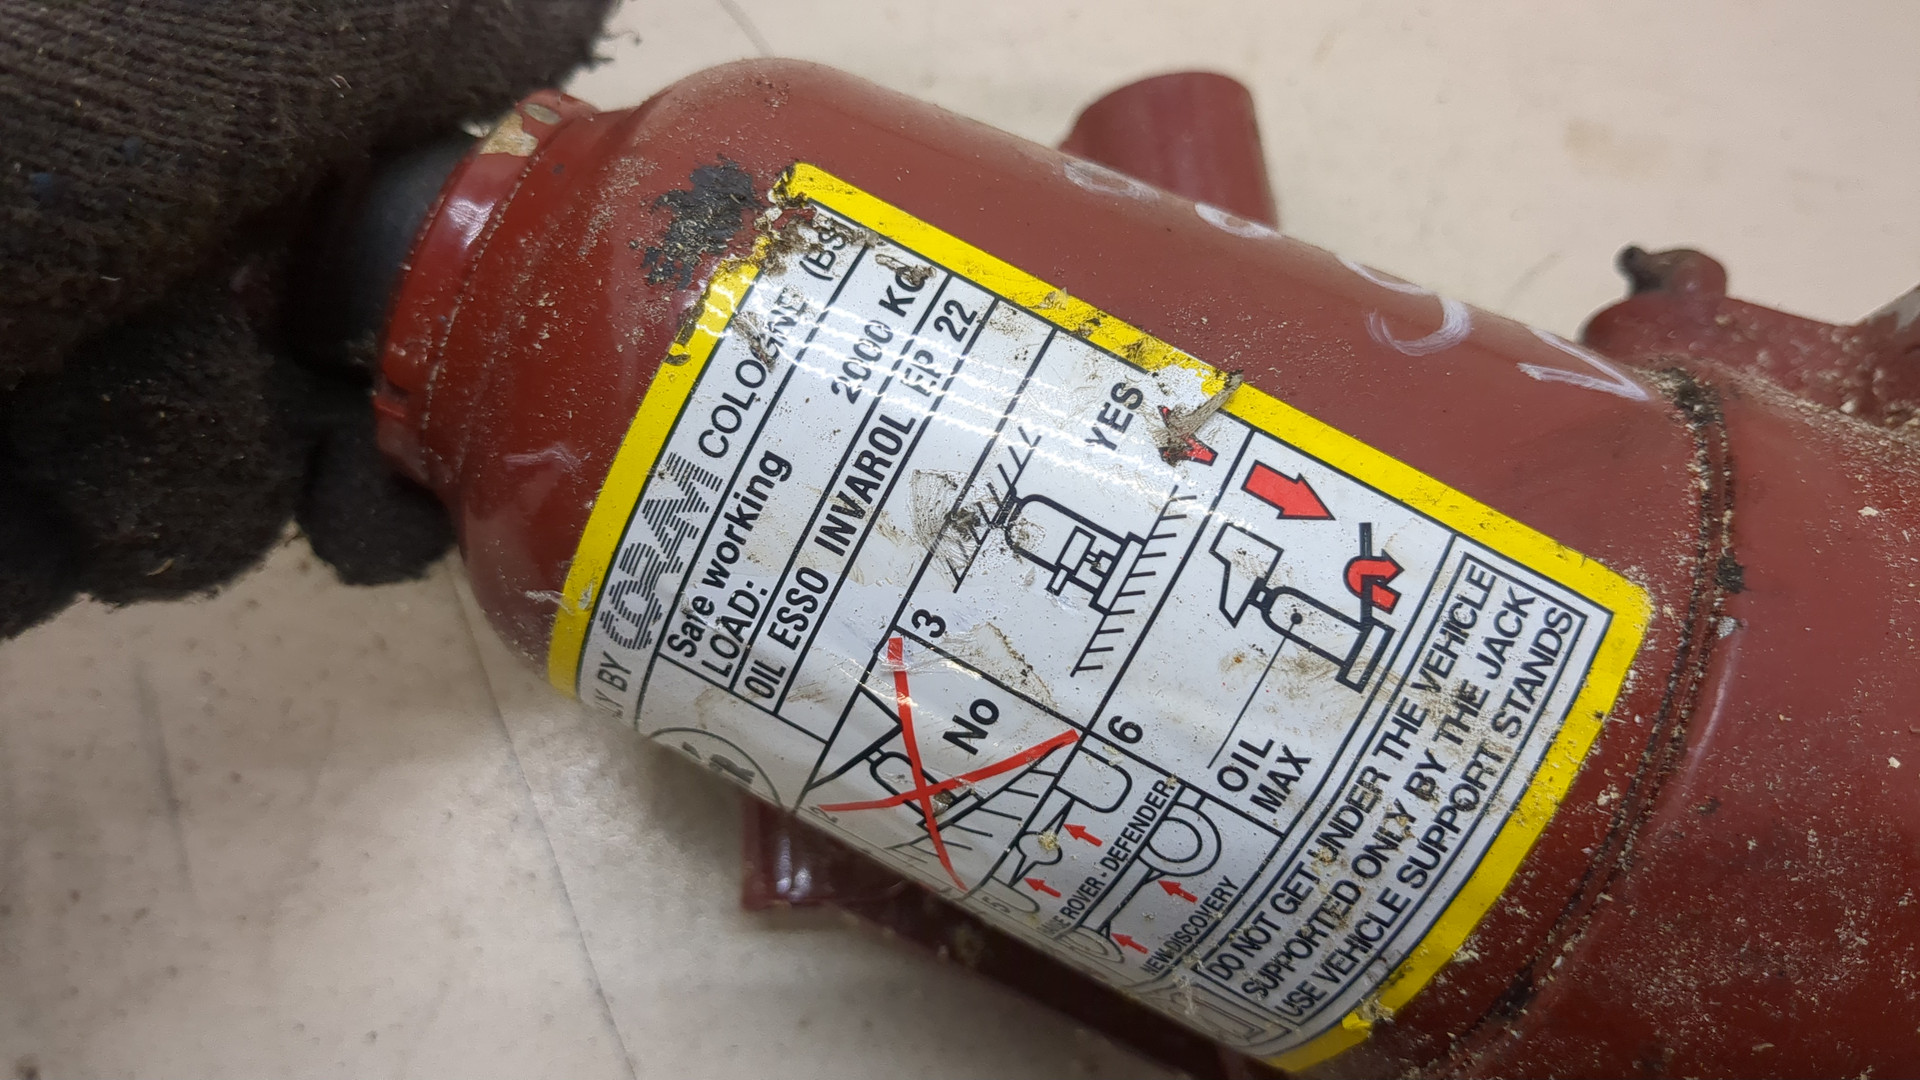 BY CORAM COLOGNE (BS)
Safe working
LOAD: 2000 KG
OIL ESSO INVAROL EP 22
3
YES
No
6
5
ROVER - DEFENDER
NEW DISCOVERY
OIL
MAX
DO NOT GET UNDER THE VEHICLE
SUPPORTED ONLY BY THE JACK
USE VEHICLE SUPPORT STANDS